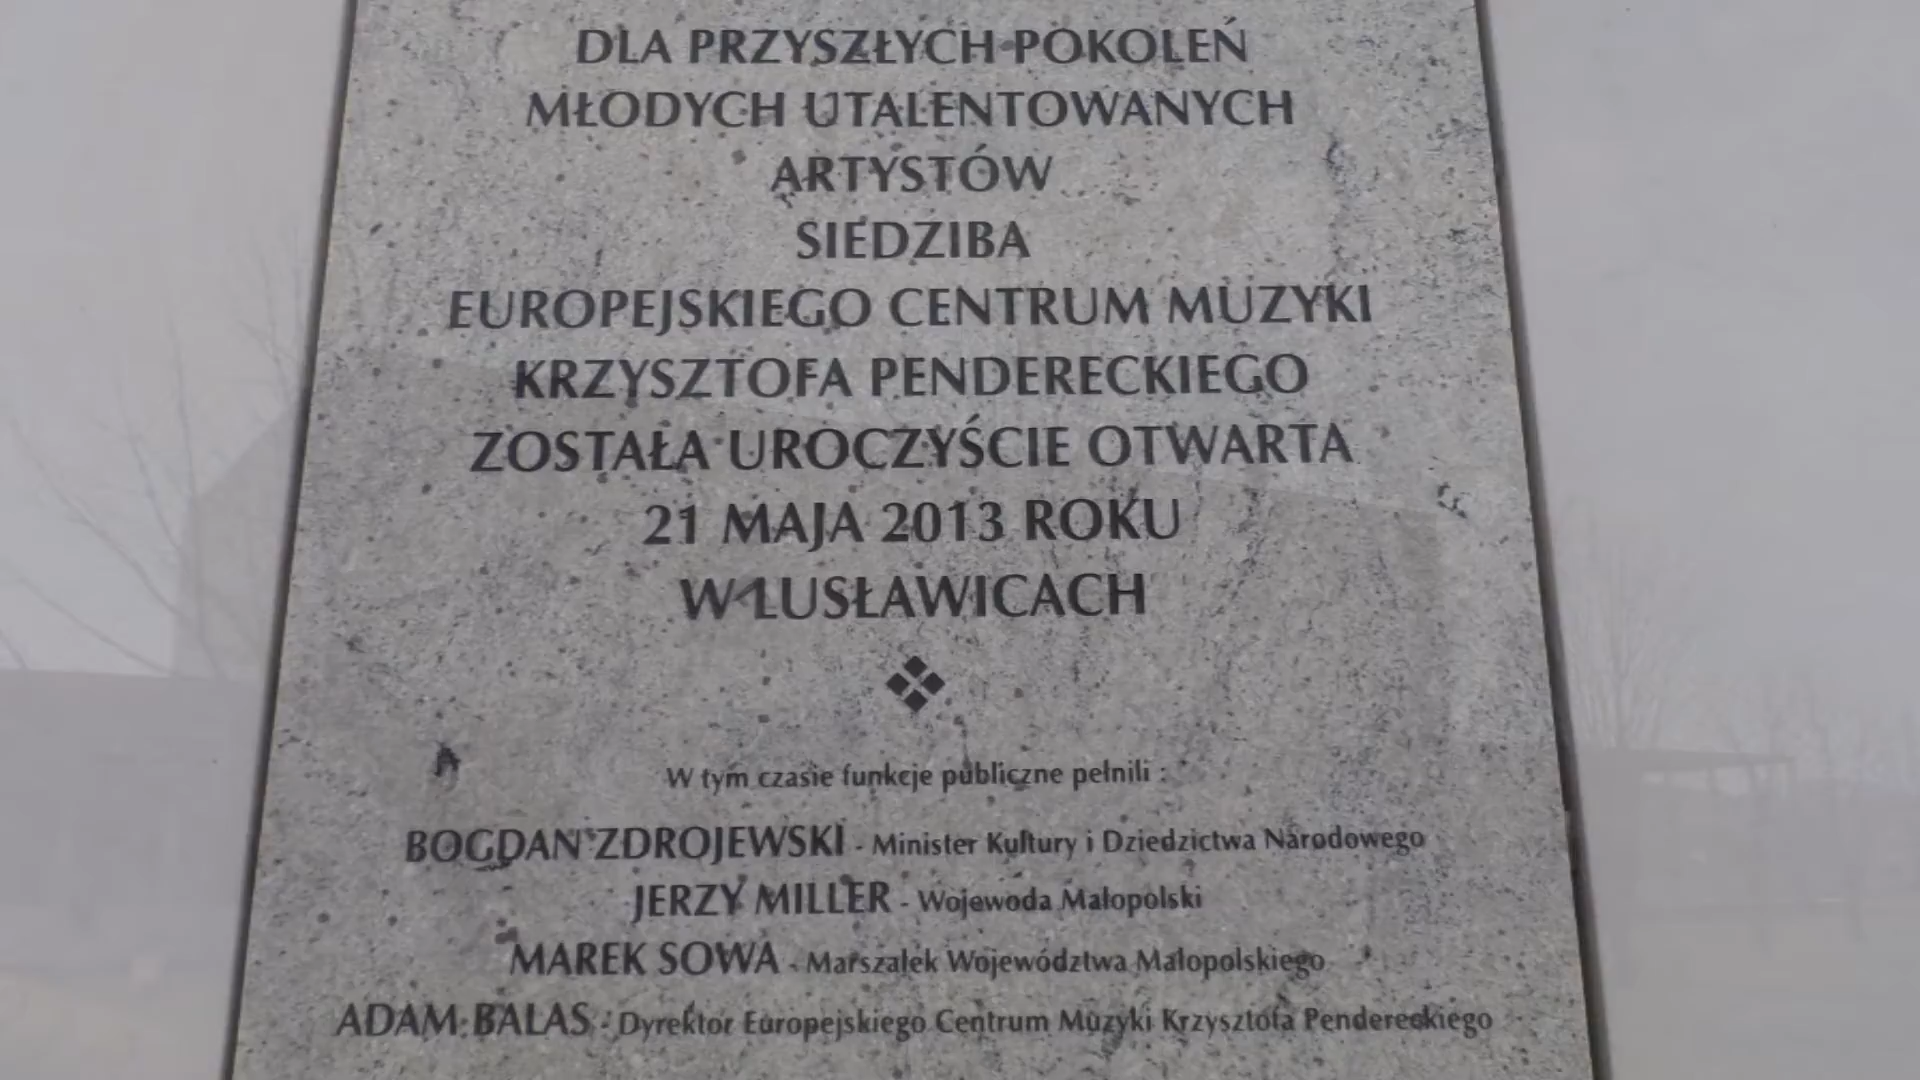 DLA PRZYSZŁYCH POKOLEŃ
MŁODYCH UTALENTOWANYCH
ARTYSTÓW
SIEDZIBA
EUROPEJSKIEGO CENTRUM MUZYKI
KRZYSZTOFA PENDERECKIEGO
ZOSTAŁA UROCZYŚCIE OTWARTA
21 MAJA 2013 ROKU
W LUSŁAWICACH
W tym czasie funkcje publiczne pełnili :
BOGDAN ZDROJEWSKI - Minister Kultury i Dziedzictwa Narodowego
JERZY MILLER - Wojewoda Małopolski
MAREK SOWA - Marszałek Województwa Małopolskiego
ADAM BALAS - Dyrektor Europejskiego Centrum Muzyki Krzysztofa Pendereckiego